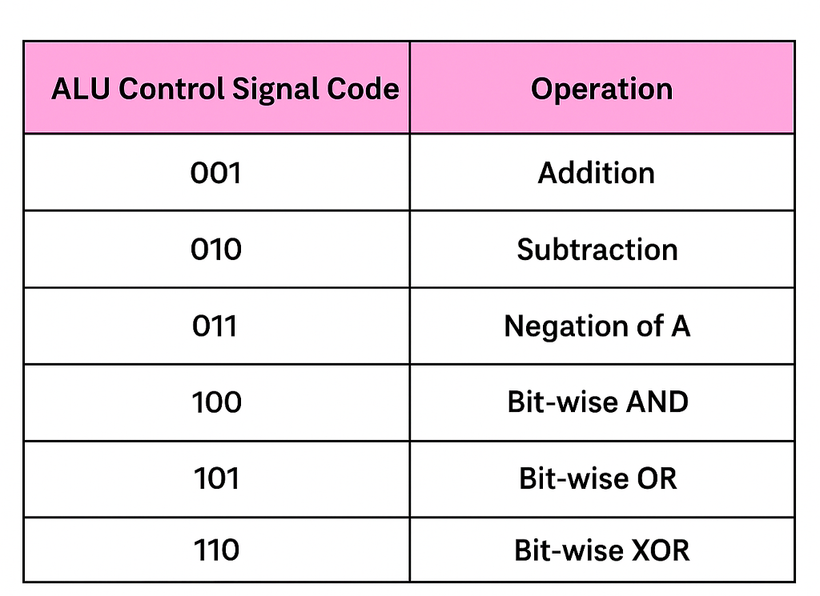 ALU Control Signal Code Operation
001 Addition
010 Subtraction
011 Negation of A
100 Bit-wise AND
101 Bit-wise OR
110 Bit-wise XOR